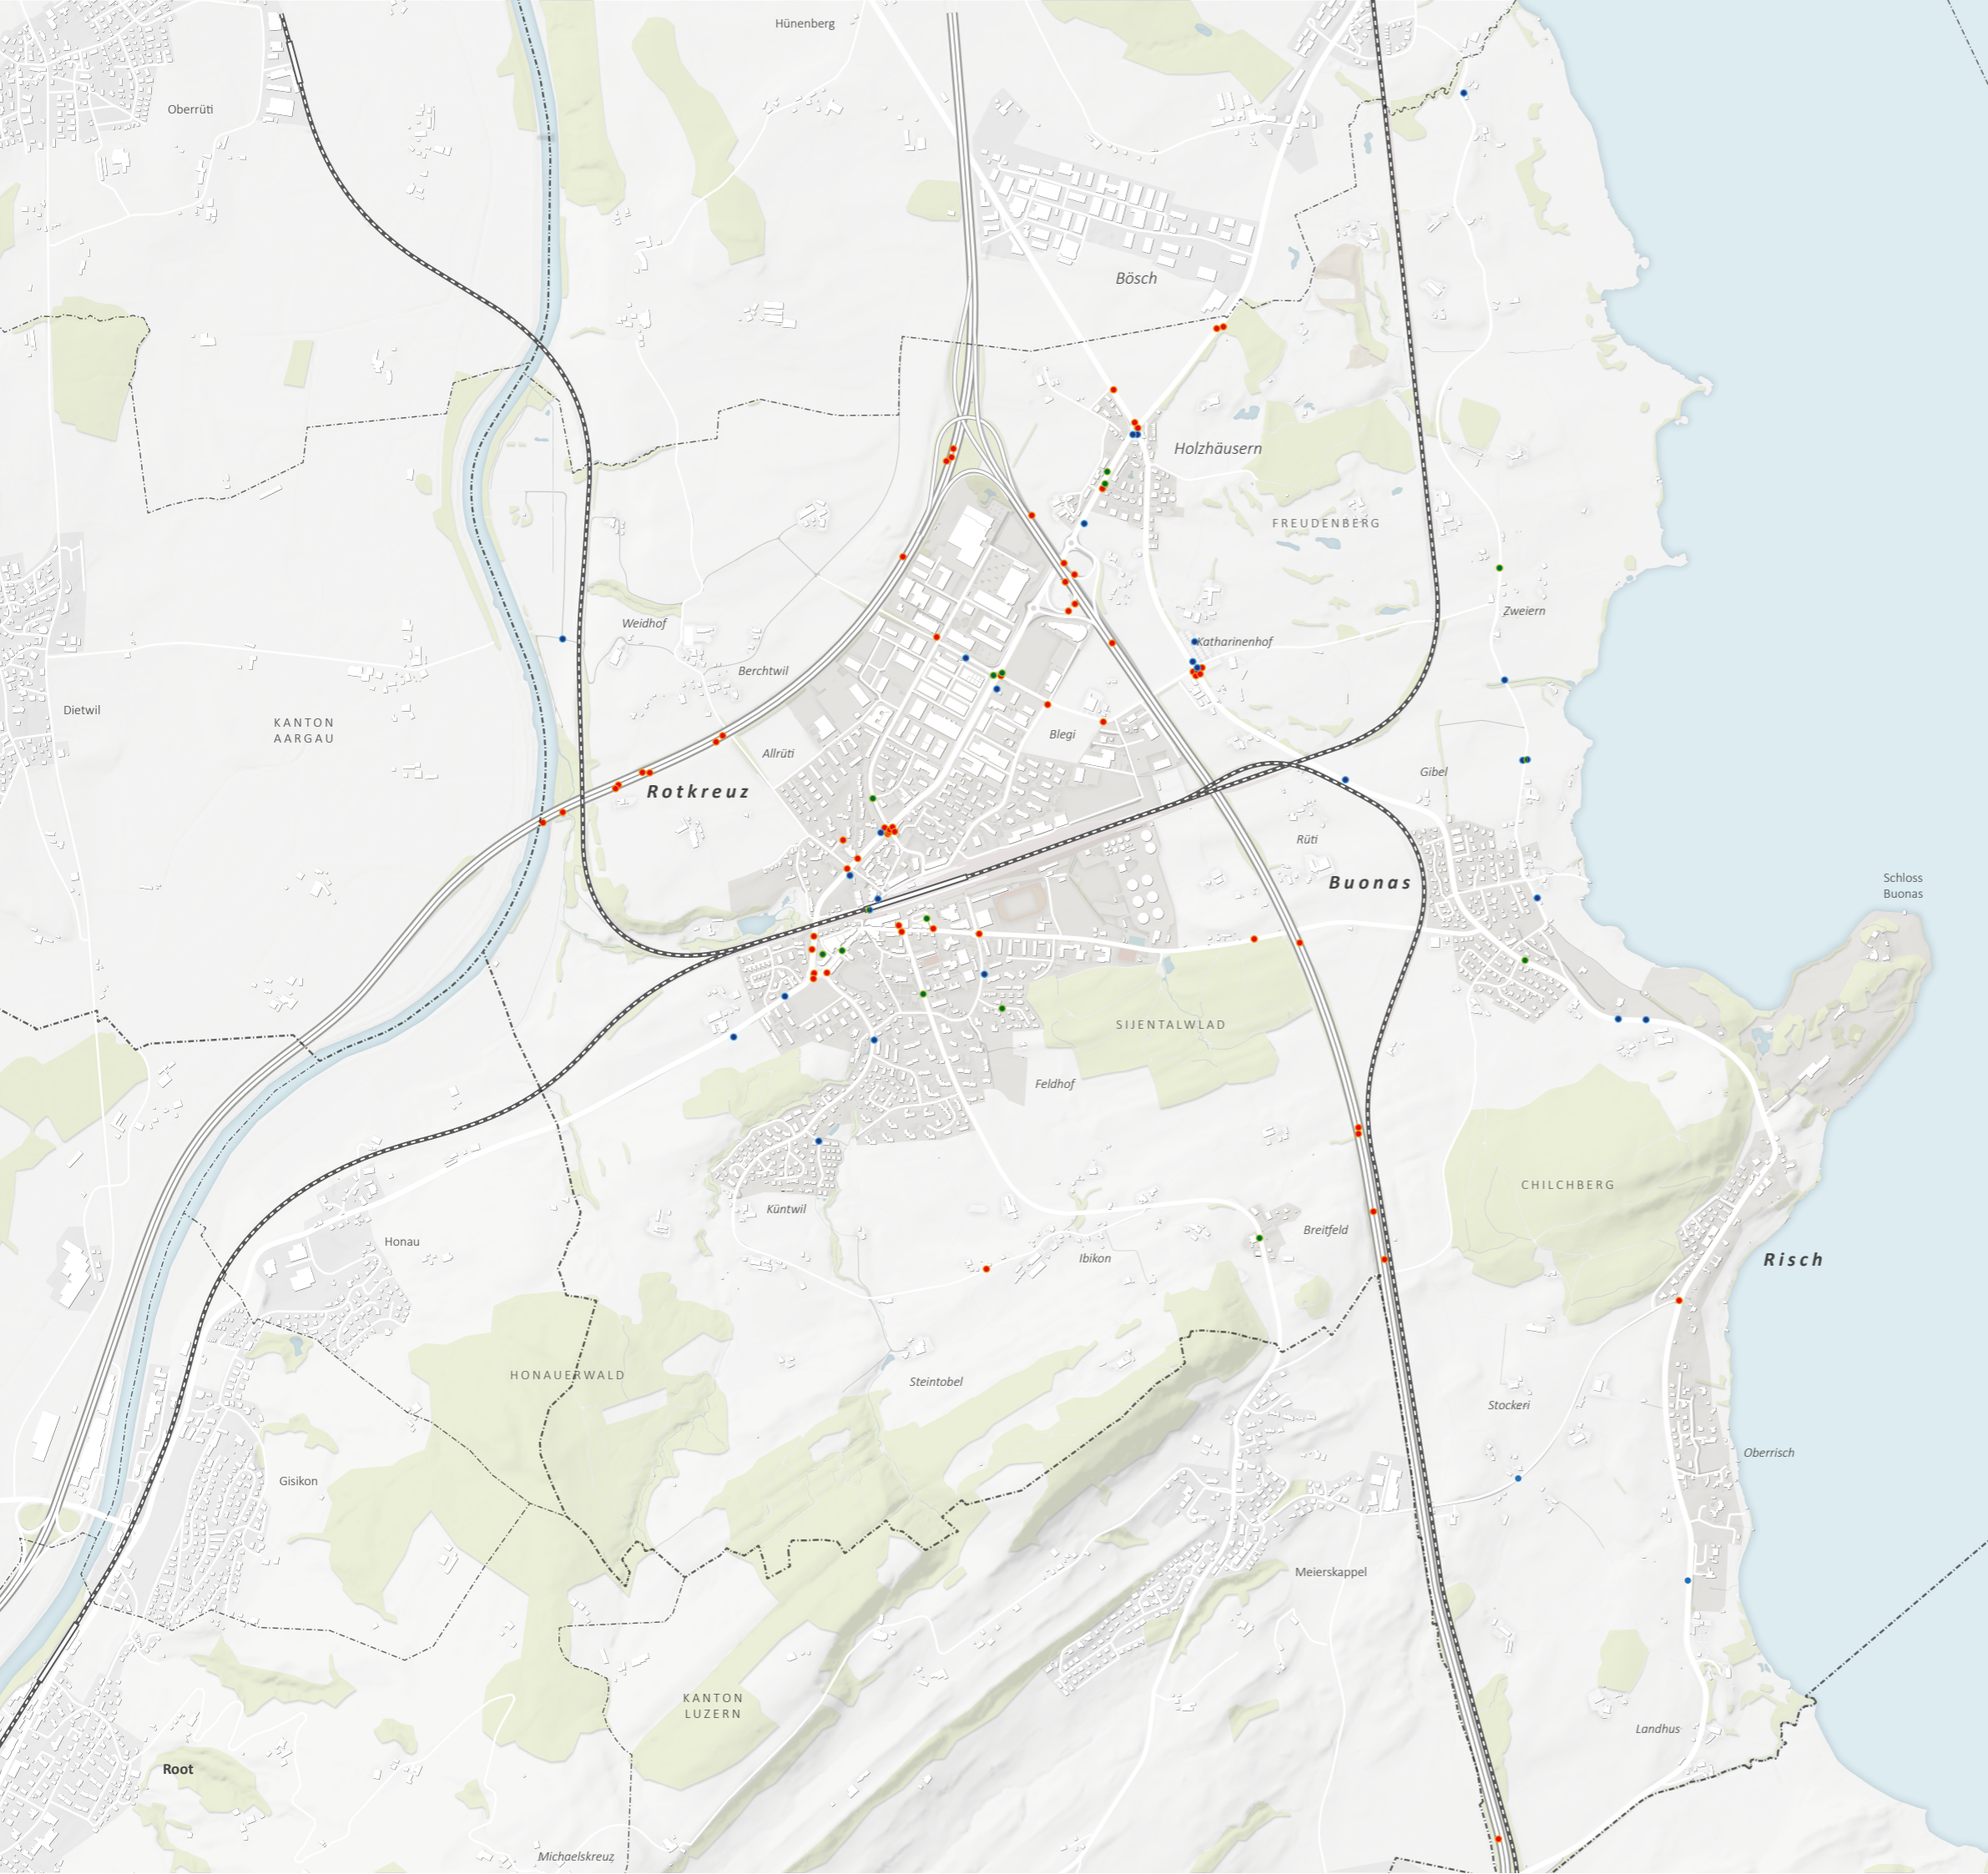 Hünenberg
Oberrüti
Bösch
Holzhäusern
FREUDENBERG
Zweiern
Weidhof
Katharinenhof
Berchtwil
Dietwil
KANTON
AARGAU
Blegi
Allrüti
Gibel
Rotkreuz
Rüti
Buonas
Schloss
Buonas
SIJENTALWLAD
Feldhof
CHILCHBERG
Küntwil
Breitfeld
Honau
Ibikon
Risch
HONAUERWALD
Steintobel
Stockeri
Oberrisch
Gisikon
Meierskappel
KANTON
LUZERN
Landhus
Root
Michaelskreuz